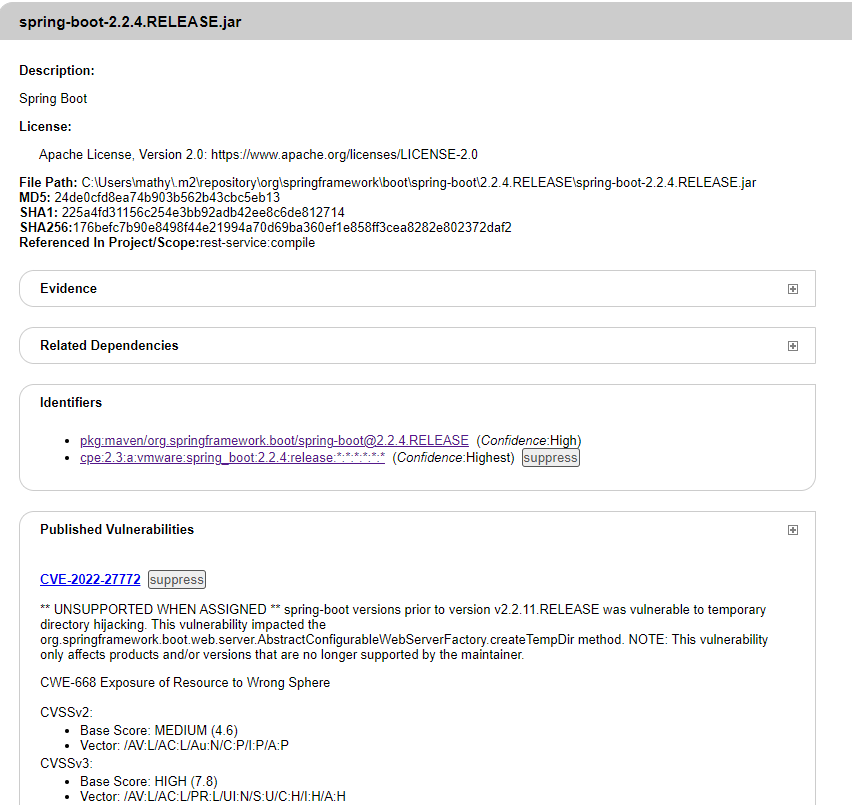 spring-boot-2.2.4.RELEASE.jar
Description:
Spring Boot
License:
Apache License, Version 2.0: https://www.apache.org/licenses/LICENSE-2.0
File Path: C:\Users\mathy\.m2\repository\org\springframework\boot\spring-boot\2.2.4.RELEASE\spring-boot-2.2.4.RELEASE.jar
MD5: 24de0cfd8ea74b903b562b43cbc5eb13
SHA1: 225a4fd31156c254e3bb92adb42ee8c6de812714
SHA256:176befc7b90e8498f44e21994a70d69ba360ef1e858ff3cea8282e802372daf2
Referenced In Project/Scope:rest-service:compile
Evidence
Related Dependencies
Identifiers
pkg:maven/org.springframework.boot/spring-boot@2.2.4.RELEASE (Confidence:High)
cpe:2.3:a:vmware:spring_boot:2.2.4:release:*:*:*:*:*:* (Confidence:Highest) suppress
Published Vulnerabilities
CVE-2022-27772 suppress
** UNSUPPORTED WHEN ASSIGNED ** spring-boot versions prior to version v2.2.11.RELEASE was vulnerable to temporary
directory hijacking. This vulnerability impacted the
org.springframework.boot.web.server.AbstractConfigurableWebServerFactory.createTempDir method. NOTE: This vulnerability
only affects products and/or versions that are no longer supported by the maintainer.
CWE-668 Exposure of Resource to Wrong Sphere
CVSSv2:
Base Score: MEDIUM (4.6)
Vector: /AV:L/AC:L/Au:N/C:P/I:P/A:P
CVSSv3:
Base Score: HIGH (7.8)
Vector: /AV:L/AC:L/PR:L/UI:N/S:U/C:H/I:H/A:H